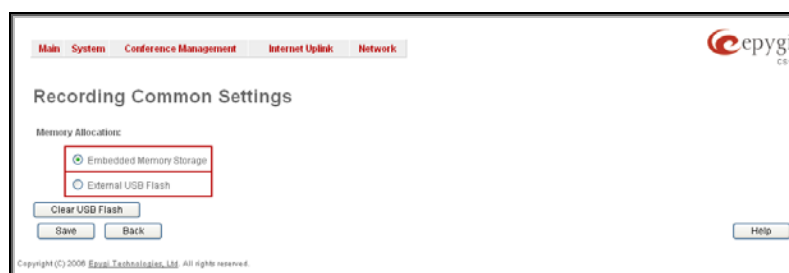 Main System Conference Management Internet Uplink Network
epygi
Recording Common Settings
Memory Allocation:
Embedded Memory Storage
External USB Flash
Clear USB Flash
Save Back Help
Copyright (C) 2006 Epygi Technologies, Ltd. All rights reserved.